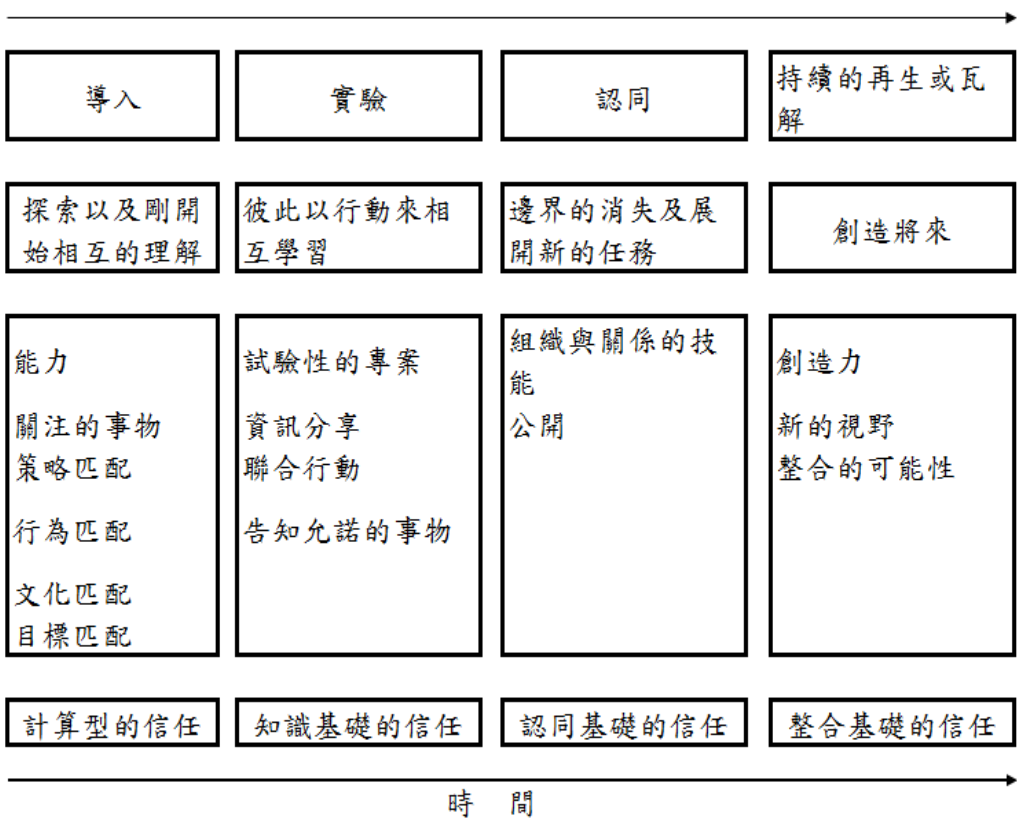 導入
實驗
認同
持續的再生或瓦
解
探索以及剛開
始相互的理解
彼此以行動來相
互學習
邊界的消失及展
開新的任務
創造將來
能力
關注的事物
策略匹配
行為匹配
文化匹配
目標匹配
試驗性的專案
資訊分享
聯合行動
告知允諾的事物
組織與關係的技
能
公開
創造力
新的視野
整合的可能性
計算型的信任
知識基礎的信任
認同基礎的信任
整合基礎的信任
時 間